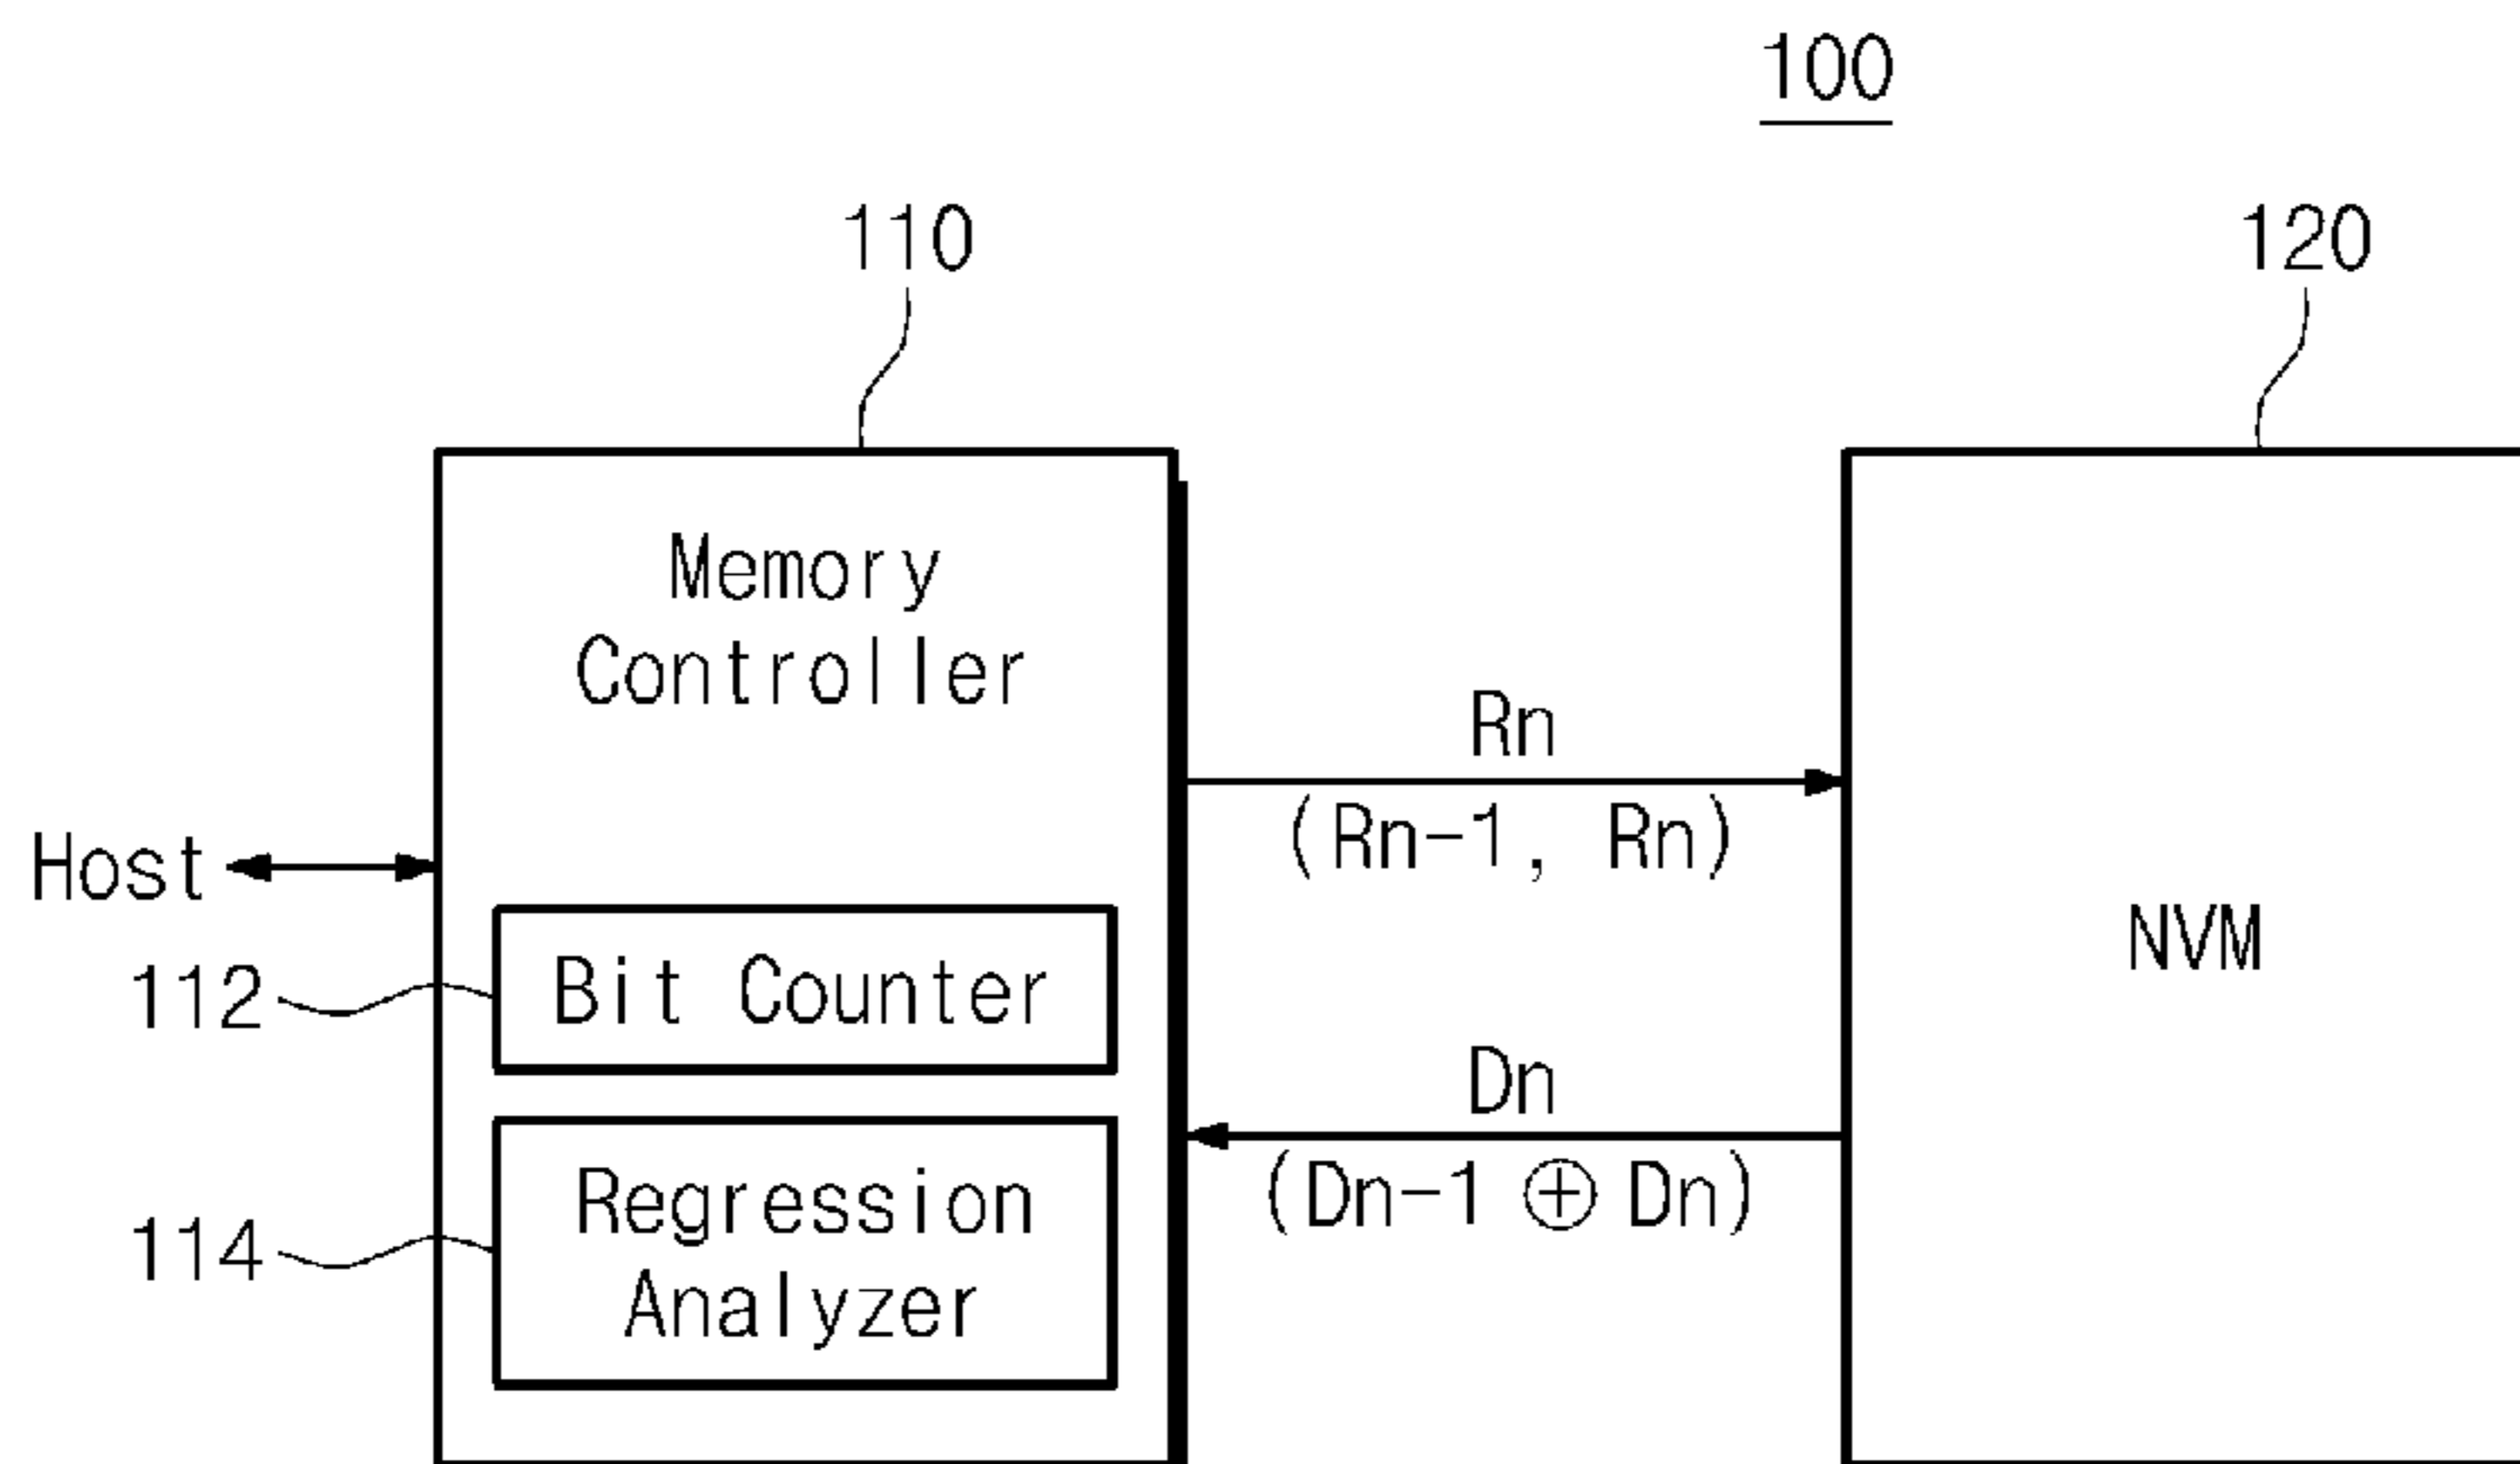 100
110
120
Memory
Controller
Rn
(Rn-1, Rn)
Host
NVM
112
Bit Counter
Dn
(Dn-1 ⊕ Dn)
114
Regression
Analyzer